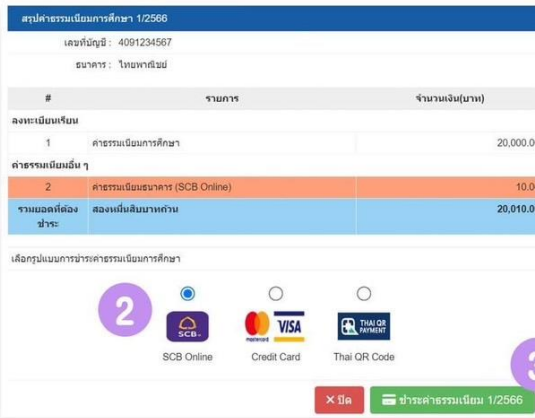 สรุปค่าธรรมเนียมการศึกษา 1/2566
เลขที่บัญชี : 4091234567
ธนาคาร : ไทยพาณิชย์
# รายการ จำนวนเงิน(บาท)
ลงทะเบียนเรียน
1 ค่าธรรมเนียมการศึกษา 20,000.0
ค่าธรรมเนียมอื่น ๆ
2 ค่าธรรมเนียมธนาคาร (SCB Online) 10.0
รวมยอดที่ต้อง สองหมื่นสิบบาทถ้วน 20,010.0
ชำระ
เลือกรูปแบบการชำระค่าธรรมเนียมการศึกษา
2
SCB
mastercard VISA
THAI QR
PAYMENT
SCB Online Credit Card Thai QR Code
3
× ปิด ชำระค่าธรรมเนียม 1/2566